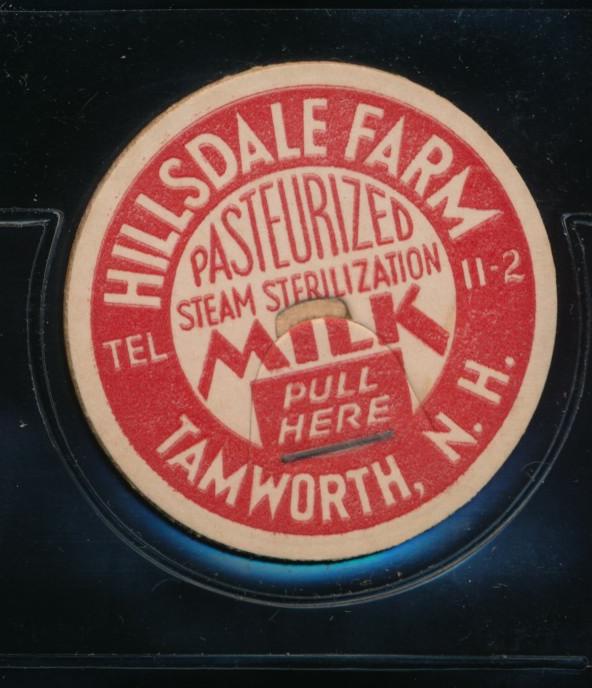 HILLSDALE FARM
PASTEURIZED
STEAM STERILIZATION
MILK
TEL 11-2
PULL
HERE
TAMWORTH, N. H.